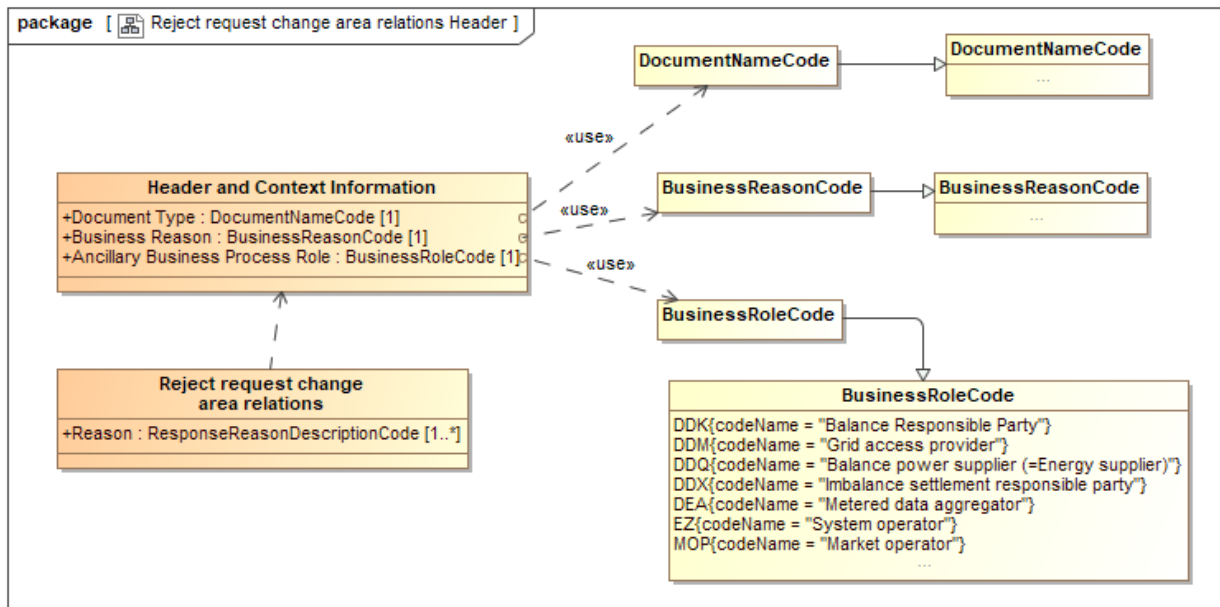 package [ Reject request change area relations Header ]
DocumentNameCode
DocumentNameCode
...
«use»
Header and Context Information
+Document Type : DocumentNameCode [1]
+Business Reason : BusinessReasonCode [1]
+Ancillary Business Process Role : BusinessRoleCode [1]
«use»
BusinessReasonCode
BusinessReasonCode
...
«use»
BusinessRoleCode
Reject request change
area relations
+Reason : ResponseReasonDescriptionCode [1..*]
BusinessRoleCode
DDK{codeName = "Balance Responsible Party"}
DDM{codeName = "Grid access provider"}
DDQ{codeName = "Balance power supplier (=Energy supplier)"}
DDX{codeName = "Imbalance settlement responsible party"}
DEA{codeName = "Metered data aggregator"}
EZ{codeName = "System operator"}
MOP{codeName = "Market operator"}
...